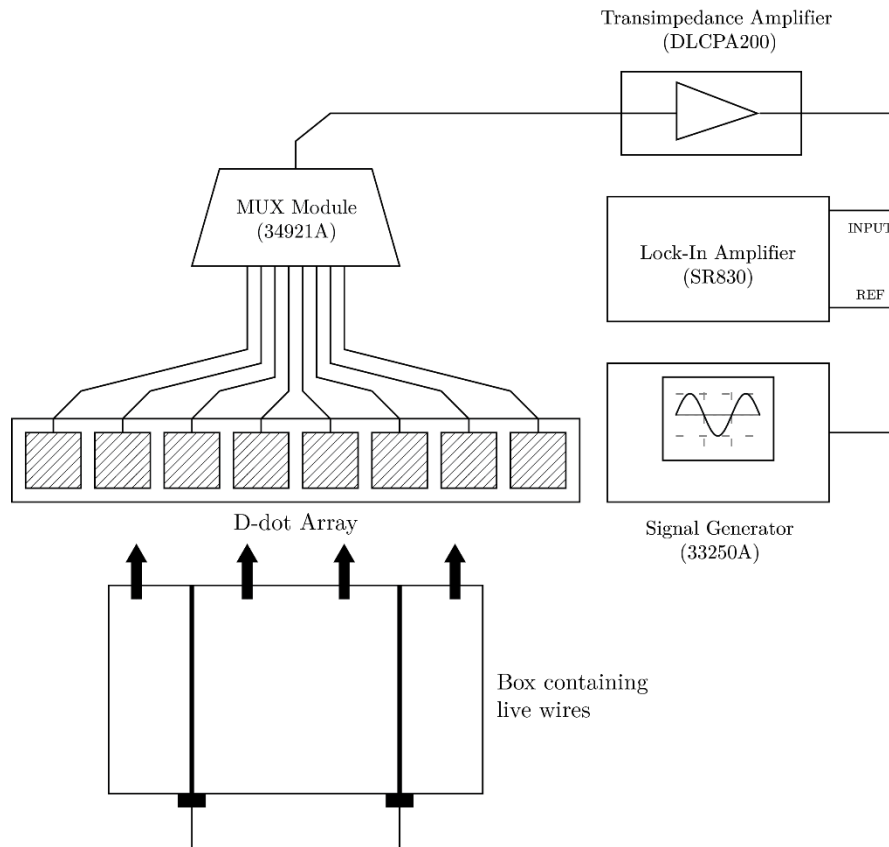 Transimpedance Amplifier
(DLCPA200)
MUX Module
(34921A)
Lock-In Amplifier
(SR830)
INPUT
REF
D-dot Array
Signal Generator
(33250A)
Box containing
live wires